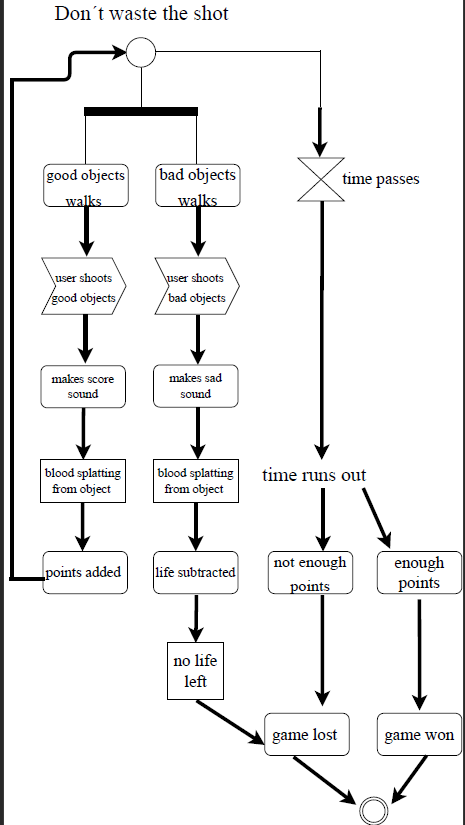 Don´t waste the shot
good objects
walks
bad objects
walks
time passes
user shoots
good objects
user shoots
bad objects
makes score
sound
makes sad
sound
blood splatting
from object
blood splatting
from object
time runs out
points added
life subtracted
not enough
points
enough
points
no life
left
game lost
game won